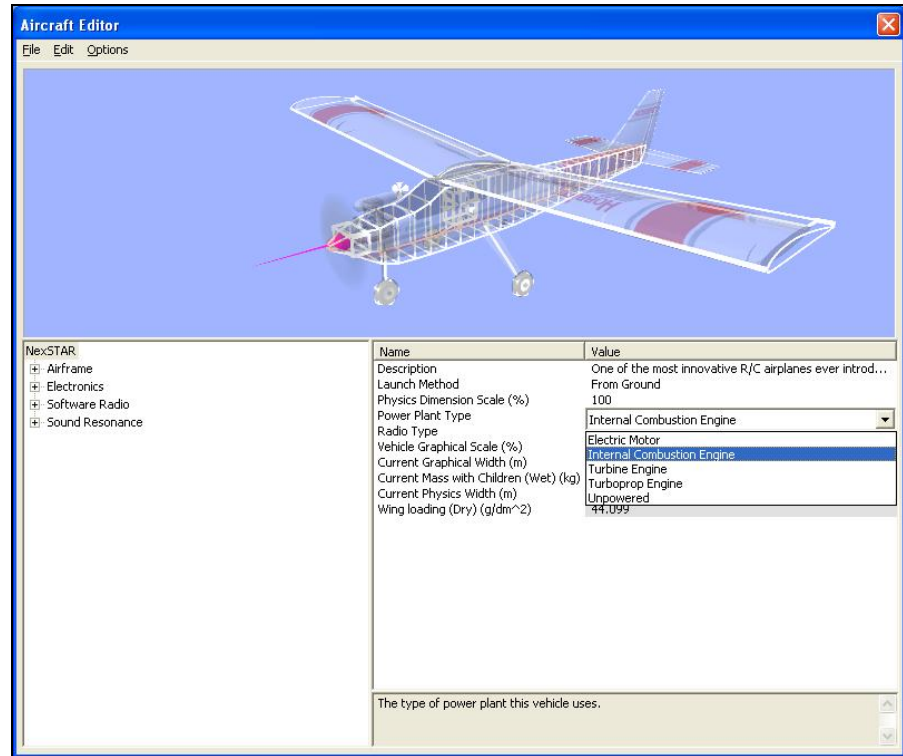 Aircraft Editor
File Edit Options
NexSTAR
Airframe
Electronics
Software Radio
Sound Resonance
Name Value
Description One of the most innovative R/C airplanes ever introd...
Launch Method From Ground
Physics Dimension Scale (%) 100
Power Plant Type Internal Combustion Engine
Radio Type
Electric Motor
Vehicle Graphical Scale (%) Internal Combustion Engine
Current Graphical Width (m) Turbine Engine
Current Mass with Children (Wet) (kg) Turboprop Engine
Current Physics Width (m) Unpowered
Wing loading (Dry) (g/dm^2) 44.099
The type of power plant this vehicle uses.